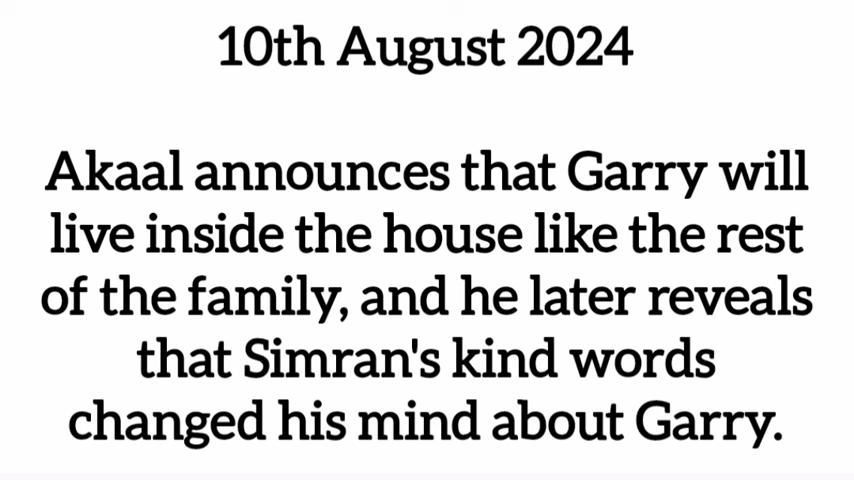 10th August 2024
Akaal announces that Garry will
live inside the house like the rest
of the family, and he later reveals
that Simran's kind words
changed his mind about Garry.